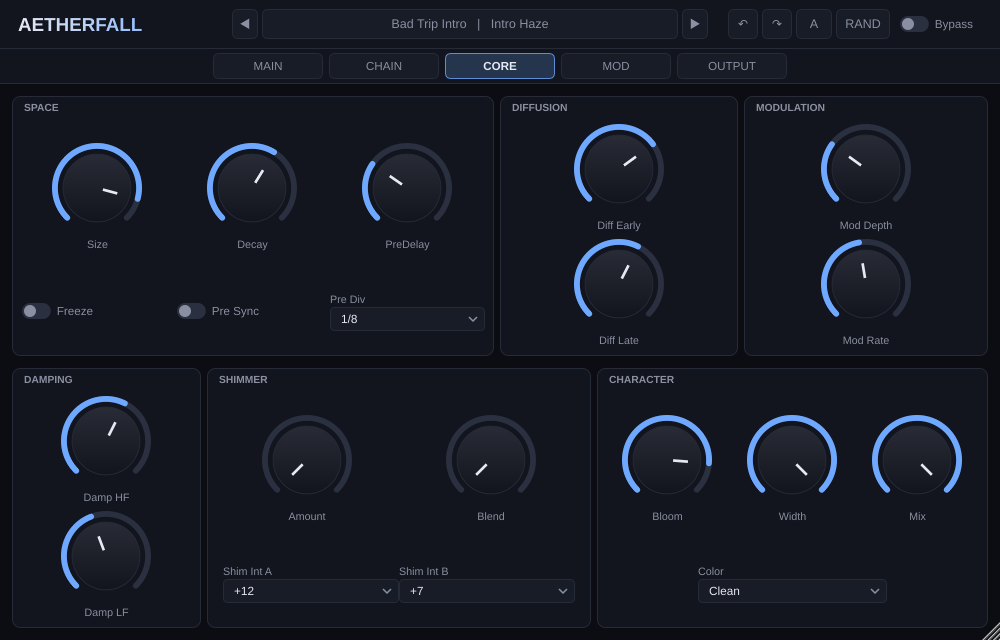 AETHERFALL
◀ Bad Trip Intro | Intro Haze ▶
↶ ↷ A RAND Bypass
MAIN CHAIN CORE MOD OUTPUT
SPACE
Size Decay PreDelay
Freeze Pre Sync
Pre Div
1/8
DIFFUSION
Diff Early
Diff Late
MODULATION
Mod Depth
Mod Rate
DAMPING
Damp HF
Damp LF
SHIMMER
Amount Blend
Shim Int A Shim Int B
+12 +7
CHARACTER
Bloom Width Mix
Color
Clean